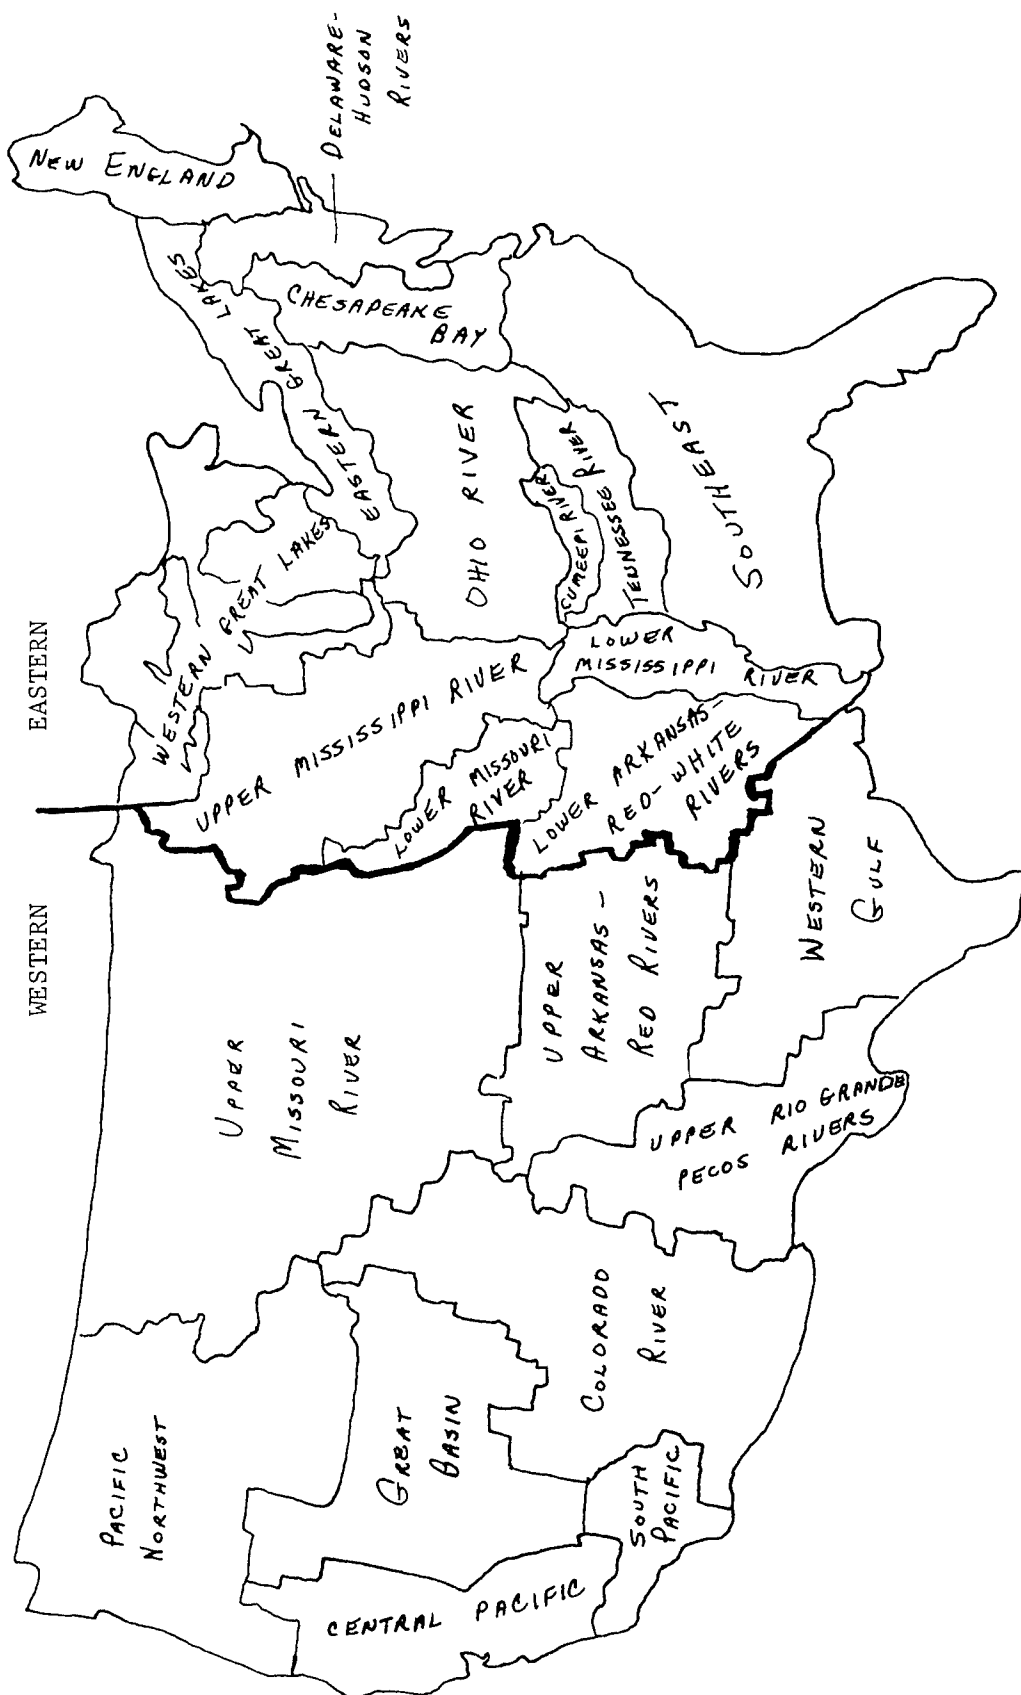 WESTERN
EASTERN
PACIFIC
NORTHWEST
UPPER
MISSOURI
RIVER
GREAT
BASIN
CENTRAL PACIFIC
SOUTH
PACIFIC
COLORADO
RIVER
UPPER
ARKANSAS-
RED RIVERS
UPPER RIO GRANDE
PECOS RIVERS
WESTERN
GULF
UPPER MISSISSIPPI RIVER
LOWER MISSOURI
RIVER
LOWER ARKANSAS-
RED-WHITE
RIVERS
LOWER
MISSISSIPPI
RIVER
WESTERN GREAT LAKES
EASTERN GREAT LAKES
OHIO RIVER
CUMEEPI RIVER
TENNESSEE RIVER
SOUTHEAST
CHESAPEAKE
BAY
NEW ENGLAND
DELAWARE-
HUDSON
RIVERS